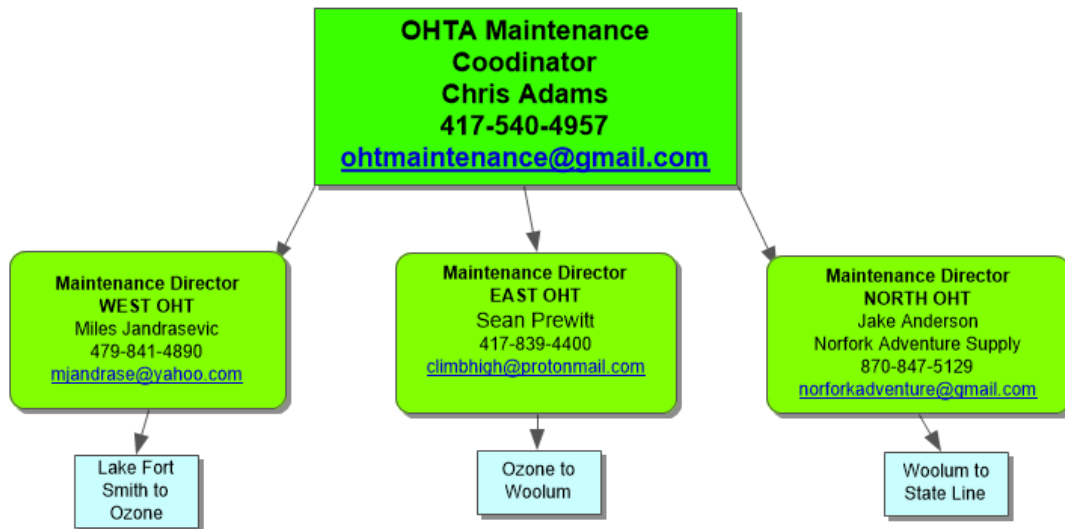 OHTA Maintenance
Coodinator
Chris Adams
417-540-4957
ohtmaintenance@gmail.com
Maintenance Director
WEST OHT
Miles Jandrasevic
479-841-4890
mjandrase@yahoo.com
Maintenance Director
EAST OHT
Sean Prewitt
417-839-4400
climbhigh@protonmail.com
Maintenance Director
NORTH OHT
Jake Anderson
Norfork Adventure Supply
870-847-5129
norforkadventure@gmail.com
Lake Fort
Smith to
Ozone
Ozone to
Woolum
Woolum to
State Line